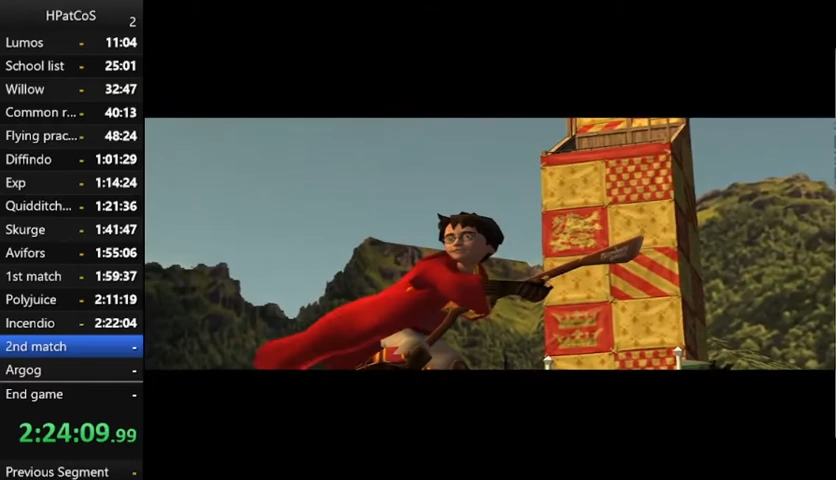 HPatCoS
2
Lumos - 11:04
School list - 25:01
Willow - 32:47
Common r... - 40:13
Flying prac... - 48:24
Diffindo - 1:01:29
Exp - 1:14:24
Quidditch... - 1:21:36
Skurge - 1:41:47
Avifors - 1:55:06
1st match - 1:59:37
Polyjuice - 2:11:19
Incendio - 2:22:04
2nd match -
Argog -
End game -
2:24:09.99
Previous Segment -